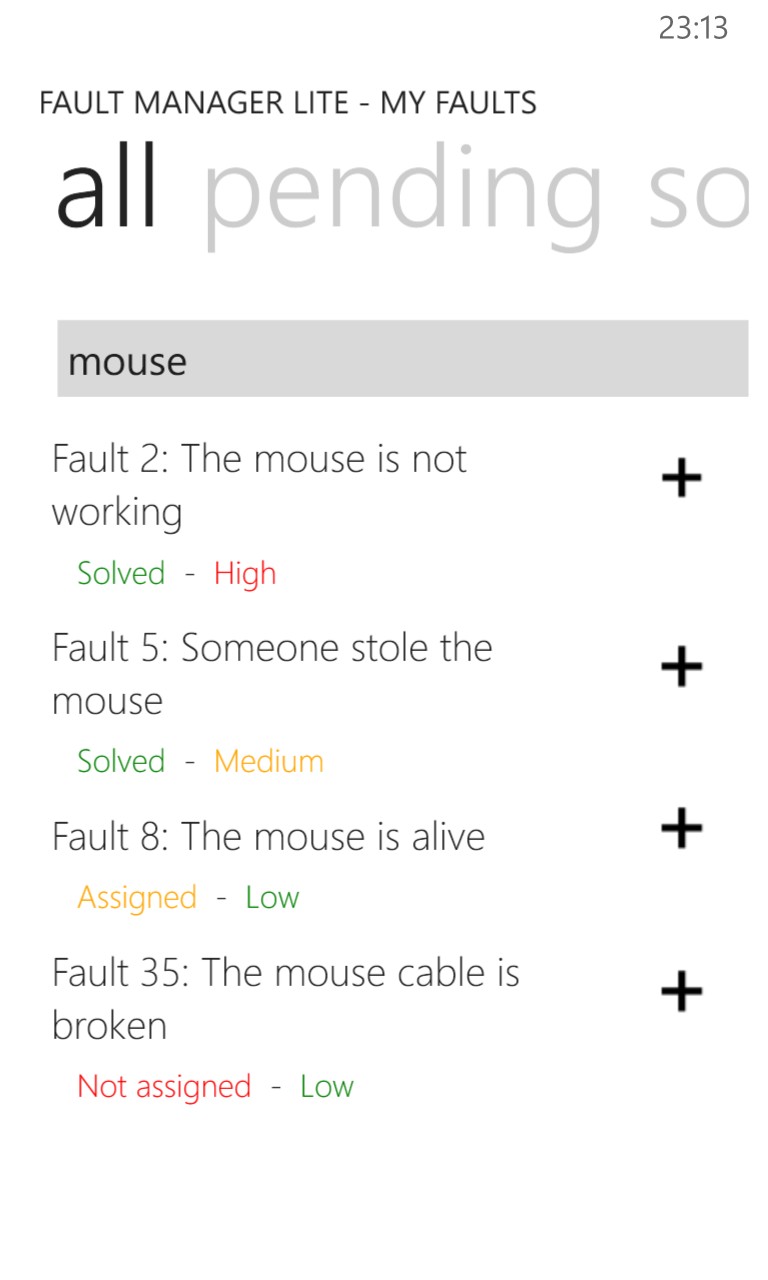 23:13
FAULT MANAGER LITE - MY FAULTS
all pending so
mouse
Fault 2: The mouse is not
working
Solved - High
Fault 5: Someone stole the
mouse
Solved - Medium
Fault 8: The mouse is alive
Assigned - Low
Fault 35: The mouse cable is
broken
Not assigned - Low